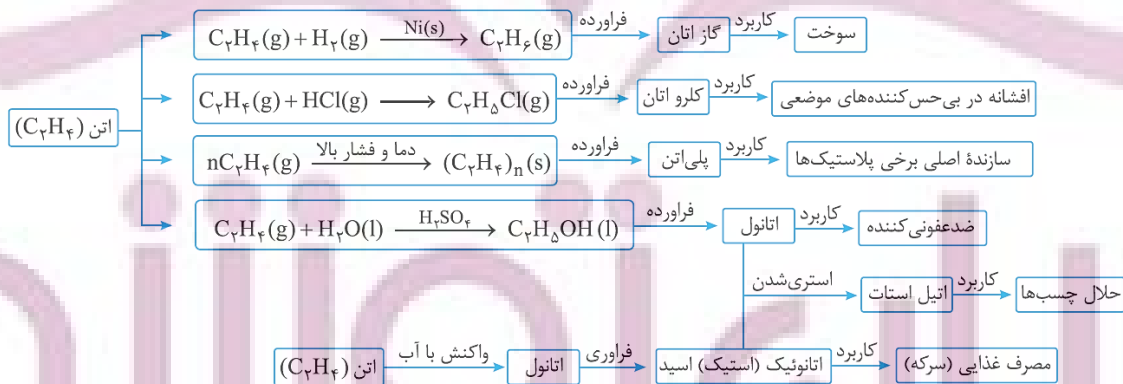 C₂H₄(g) + H₂(g) —Ni(s)→ C₂H₆(g) فراورده گاز اتان کاربرد سوخت
C₂H₄(g) + HCl(g) → C₂H₅Cl(g) فراورده کلرو اتان کاربرد افشانه در بی‌حس‌کننده‌های موضعی
اتن (C₂H₄)
nC₂H₄(g) —دما و فشار بالا→ (C₂H₄)ₙ(s) فراورده پلی‌اتن کاربرد سازندهٔ اصلی برخی پلاستیک‌ها
C₂H₄(g) + H₂O(l) —H₂SO₄→ C₂H₅OH(l) فراورده اتانول کاربرد ضدعفونی‌کننده
استری‌شدن اتیل استات کاربرد حلال چسب‌ها
اتن (C₂H₄) واکنش با آب اتانول فراوری اتانوئیک (استیک) اسید کاربرد مصرف غذایی (سرکه)